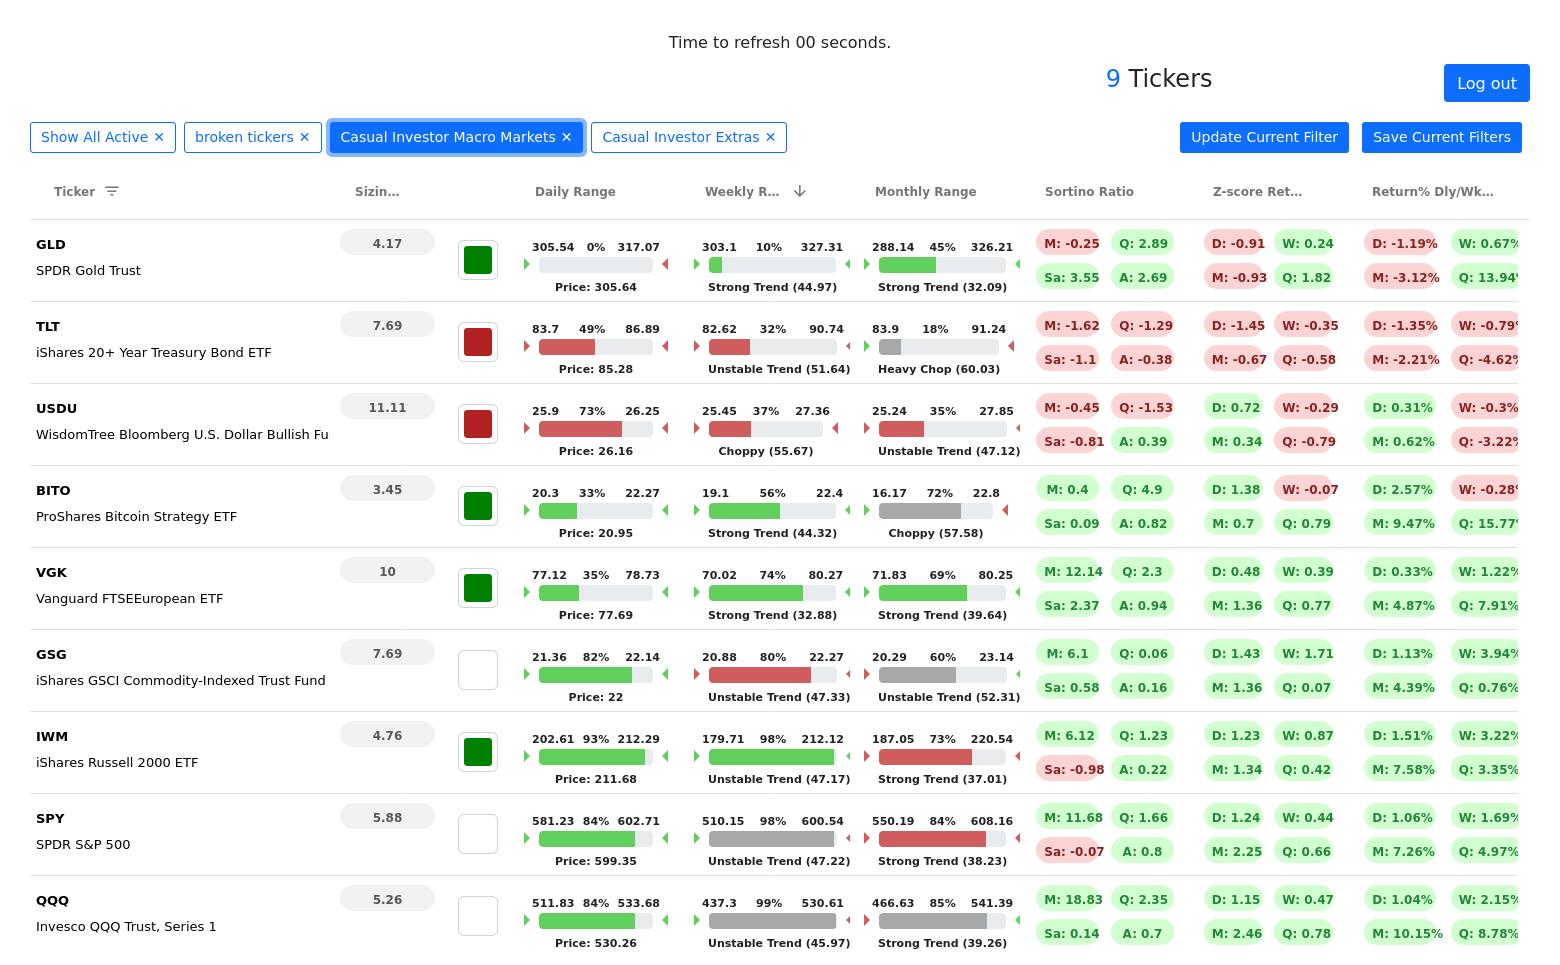 Time to refresh 00 seconds.
9 Tickers
Log out
Show All Active ✕ broken tickers ✕ Casual Investor Macro Markets ✕ Casual Investor Extras ✕ Update Current Filter Save Current Filters
Ticker Sizin... Daily Range Weekly R... Monthly Range Sortino Ratio Z-score Ret... Return% Dly/Wk...
GLD 4.17 305.54 0% 317.07 303.1 10% 327.31 288.14 45% 326.21 M: -0.25 Q: 2.89 D: -0.91 W: 0.24 D: -1.19% W: 0.67%
SPDR Gold Trust Price: 305.64 Strong Trend (44.97) Strong Trend (32.09) Sa: 3.55 A: 2.69 M: -0.93 Q: 1.82 M: -3.12% Q: 13.94%
TLT 7.69 83.7 49% 86.89 82.62 32% 90.74 83.9 18% 91.24 M: -1.62 Q: -1.29 D: -1.45 W: -0.35 D: -1.35% W: -0.79%
iShares 20+ Year Treasury Bond ETF Price: 85.28 Unstable Trend (51.64) Heavy Chop (60.03) Sa: -1.1 A: -0.38 M: -0.67 Q: -0.58 M: -2.21% Q: -4.62%
USDU 11.11 25.9 73% 26.25 25.45 37% 27.36 25.24 35% 27.85 M: -0.45 Q: -1.53 D: 0.72 W: -0.29 D: 0.31% W: -0.3%
WisdomTree Bloomberg U.S. Dollar Bullish Fu Price: 26.16 Choppy (55.67) Unstable Trend (47.12) Sa: -0.81 A: 0.39 M: 0.34 Q: -0.79 M: 0.62% Q: -3.22%
BITO 3.45 20.3 33% 22.27 19.1 56% 22.4 16.17 72% 22.8 M: 0.4 Q: 4.9 D: 1.38 W: -0.07 D: 2.57% W: -0.28%
ProShares Bitcoin Strategy ETF Price: 20.95 Strong Trend (44.32) Choppy (57.58) Sa: 0.09 A: 0.82 M: 0.7 Q: 0.79 M: 9.47% Q: 15.77%
VGK 10 77.12 35% 78.73 70.02 74% 80.27 71.83 69% 80.25 M: 12.14 Q: 2.3 D: 0.48 W: 0.39 D: 0.33% W: 1.22%
Vanguard FTSEEuropean ETF Price: 77.69 Strong Trend (32.88) Strong Trend (39.64) Sa: 2.37 A: 0.94 M: 1.36 Q: 0.77 M: 4.87% Q: 7.91%
GSG 7.69 21.36 82% 22.14 20.88 80% 22.27 20.29 60% 23.14 M: 6.1 Q: 0.06 D: 1.43 W: 1.71 D: 1.13% W: 3.94%
iShares GSCI Commodity-Indexed Trust Fund Price: 22 Unstable Trend (47.33) Unstable Trend (52.31) Sa: 0.58 A: 0.16 M: 1.36 Q: 0.07 M: 4.39% Q: 0.76%
IWM 4.76 202.61 93% 212.29 179.71 98% 212.12 187.05 73% 220.54 M: 6.12 Q: 1.23 D: 1.23 W: 0.87 D: 1.51% W: 3.22%
iShares Russell 2000 ETF Price: 211.68 Unstable Trend (47.17) Strong Trend (37.01) Sa: -0.98 A: 0.22 M: 1.34 Q: 0.42 M: 7.58% Q: 3.35%
SPY 5.88 581.23 84% 602.71 510.15 98% 600.54 550.19 84% 608.16 M: 11.68 Q: 1.66 D: 1.24 W: 0.44 D: 1.06% W: 1.69%
SPDR S&P 500 Price: 599.35 Unstable Trend (47.22) Strong Trend (38.23) Sa: -0.07 A: 0.8 M: 2.25 Q: 0.66 M: 7.26% Q: 4.97%
QQQ 5.26 511.83 84% 533.68 437.3 99% 530.61 466.63 85% 541.39 M: 18.83 Q: 2.35 D: 1.15 W: 0.47 D: 1.04% W: 2.15%
Invesco QQQ Trust, Series 1 Price: 530.26 Unstable Trend (45.97) Strong Trend (39.26) Sa: 0.14 A: 0.7 M: 2.46 Q: 0.78 M: 10.15% Q: 8.78%